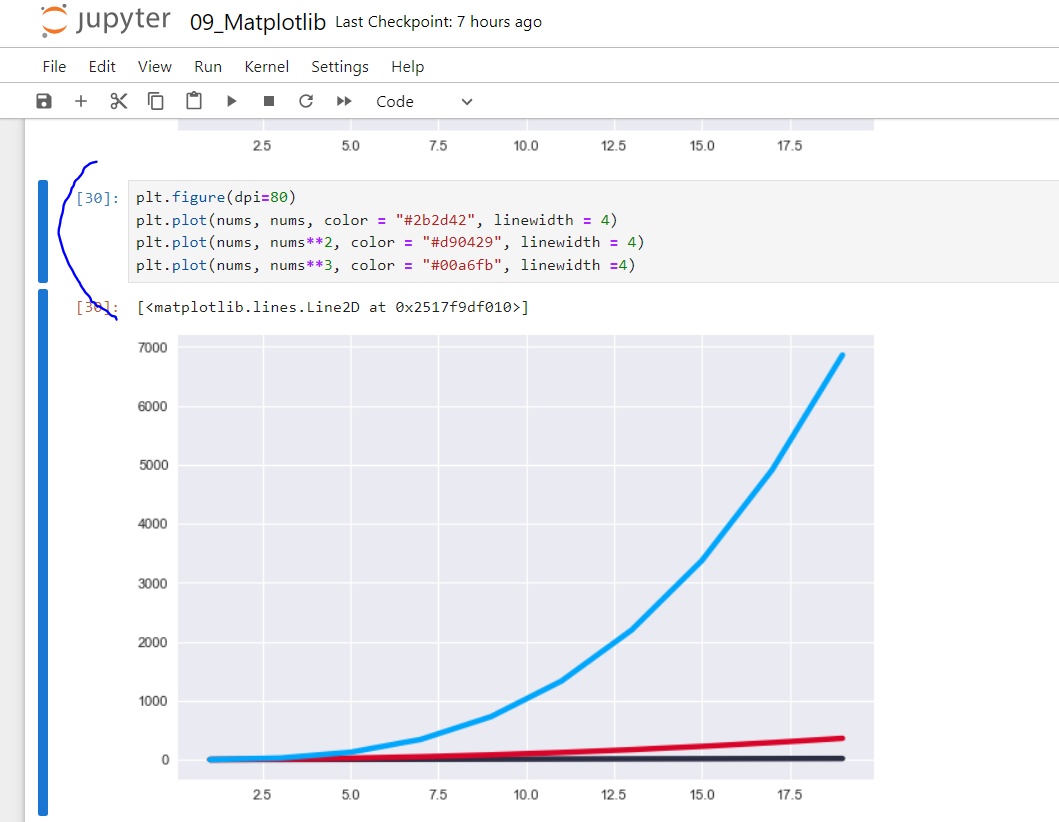 jupyter 09_Matplotlib Last Checkpoint: 7 hours ago
File Edit View Run Kernel Settings Help
Code
2.5 5.0 7.5 10.0 12.5 15.0 17.5
[30]: plt.figure(dpi=80)
plt.plot(nums, nums, color = "#2b2d42", linewidth = 4)
plt.plot(nums, nums**2, color = "#d90429", linewidth = 4)
plt.plot(nums, nums**3, color = "#00a6fb", linewidth =4)
[30]: [<matplotlib.lines.Line2D at 0x2517f9df010>]
7000
6000
5000
4000
3000
2000
1000
0
2.5 5.0 7.5 10.0 12.5 15.0 17.5